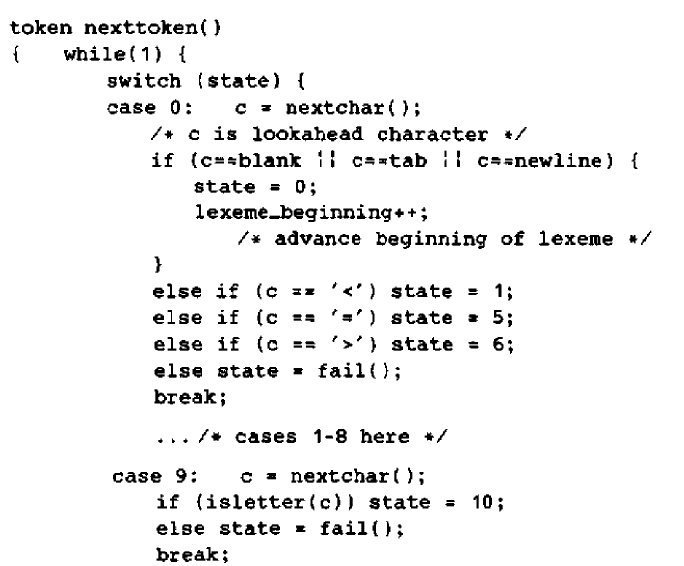 token nexttoken()
{ while(1) {
switch (state) {
case 0: c = nextchar();
/* c is lookahead character */
if (c==blank || c==tab || c==newline) {
state = 0;
lexeme_beginning++;
/* advance beginning of lexeme */
}
else if (c == '<') state = 1;
else if (c == '=') state = 5;
else if (c == '>') state = 6;
else state = fail();
break;
... /* cases 1-8 here */
case 9: c = nextchar();
if (isletter(c)) state = 10;
else state = fail();
break;